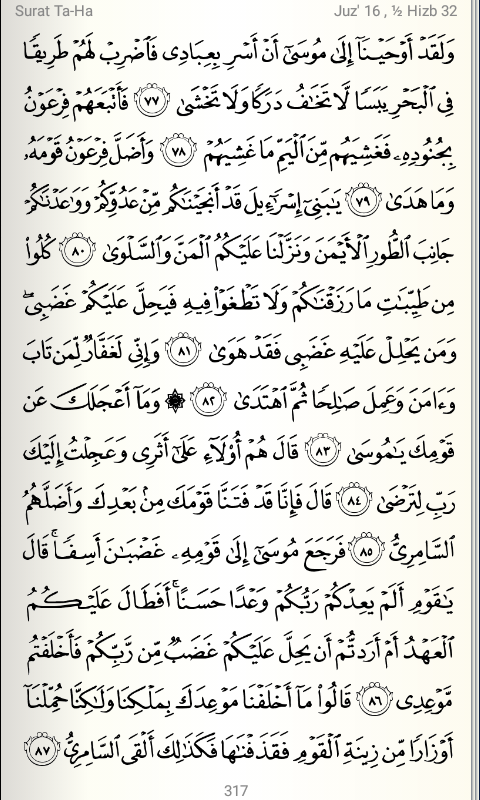 Surat Ta-Ha
Juz' 16 , ½ Hizb 32
وَلَقَدْ أَوْحَيْنَآ إِلَىٰ مُوسَىٰٓ أَنْ أَسْرِ بِعِبَادِى فَٱضْرِبْ لَهُمْ طَرِيقًا
فِى ٱلْبَحْرِ يَبَسًا لَّا تَخَـٰفُ دَرَكًا وَلَا تَخْشَىٰ ٧٧ فَأَتْبَعَهُمْ فِرْعَوْنُ
بِجُنُودِهِۦ فَغَشِيَهُم مِّنَ ٱلْيَمِّ مَا غَشِيَهُمْ ٧٨ وَأَضَلَّ فِرْعَوْنُ قَوْمَهُۥ
وَمَا هَدَىٰ ٧٩ يَـٰبَنِىٓ إِسْرَٰٓءِيلَ قَدْ أَنجَيْنَـٰكُم مِّنْ عَدُوِّكُمْ وَوَٰعَدْنَـٰكُمْ
جَانِبَ ٱلطُّورِ ٱلْأَيْمَنَ وَنَزَّلْنَا عَلَيْكُمُ ٱلْمَنَّ وَٱلسَّلْوَىٰ ٨٠ كُلُوا۟
مِن طَيِّبَـٰتِ مَا رَزَقْنَـٰكُمْ وَلَا تَطْغَوْا۟ فِيهِ فَيَحِلَّ عَلَيْكُمْ غَضَبِى ۖ
وَمَن يَحْلِلْ عَلَيْهِ غَضَبِى فَقَدْ هَوَىٰ ٨١ وَإِنِّى لَغَفَّارٌ لِّمَن تَابَ
وَءَامَنَ وَعَمِلَ صَـٰلِحًا ثُمَّ ٱهْتَدَىٰ ٨٢ ۞ وَمَآ أَعْجَلَكَ عَن
قَوْمِكَ يَـٰمُوسَىٰ ٨٣ قَالَ هُمْ أُو۟لَآءِ عَلَىٰٓ أَثَرِى وَعَجِلْتُ إِلَيْكَ
رَبِّ لِتَرْضَىٰ ٨٤ قَالَ فَإِنَّا قَدْ فَتَنَّا قَوْمَكَ مِنۢ بَعْدِكَ وَأَضَلَّهُمُ
ٱلسَّامِرِىُّ ٨٥ فَرَجَعَ مُوسَىٰٓ إِلَىٰ قَوْمِهِۦ غَضْبَـٰنَ أَسِفًا ۚ قَالَ
يَـٰقَوْمِ أَلَمْ يَعِدْكُمْ رَبُّكُمْ وَعْدًا حَسَنًا ۚ أَفَطَالَ عَلَيْكُمُ
ٱلْعَهْدُ أَمْ أَرَدتُّمْ أَن يَحِلَّ عَلَيْكُمْ غَضَبٌ مِّن رَّبِّكُمْ فَأَخْلَفْتُم
مَّوْعِدِى ٨٦ قَالُوا۟ مَآ أَخْلَفْنَا مَوْعِدَكَ بِمَلْكِنَا وَلَـٰكِنَّا حُمِّلْنَآ
أَوْزَارًا مِّن زِينَةِ ٱلْقَوْمِ فَقَذَفْنَـٰهَا فَكَذَٰلِكَ أَلْقَى ٱلسَّامِرِىُّ ٨٧
317